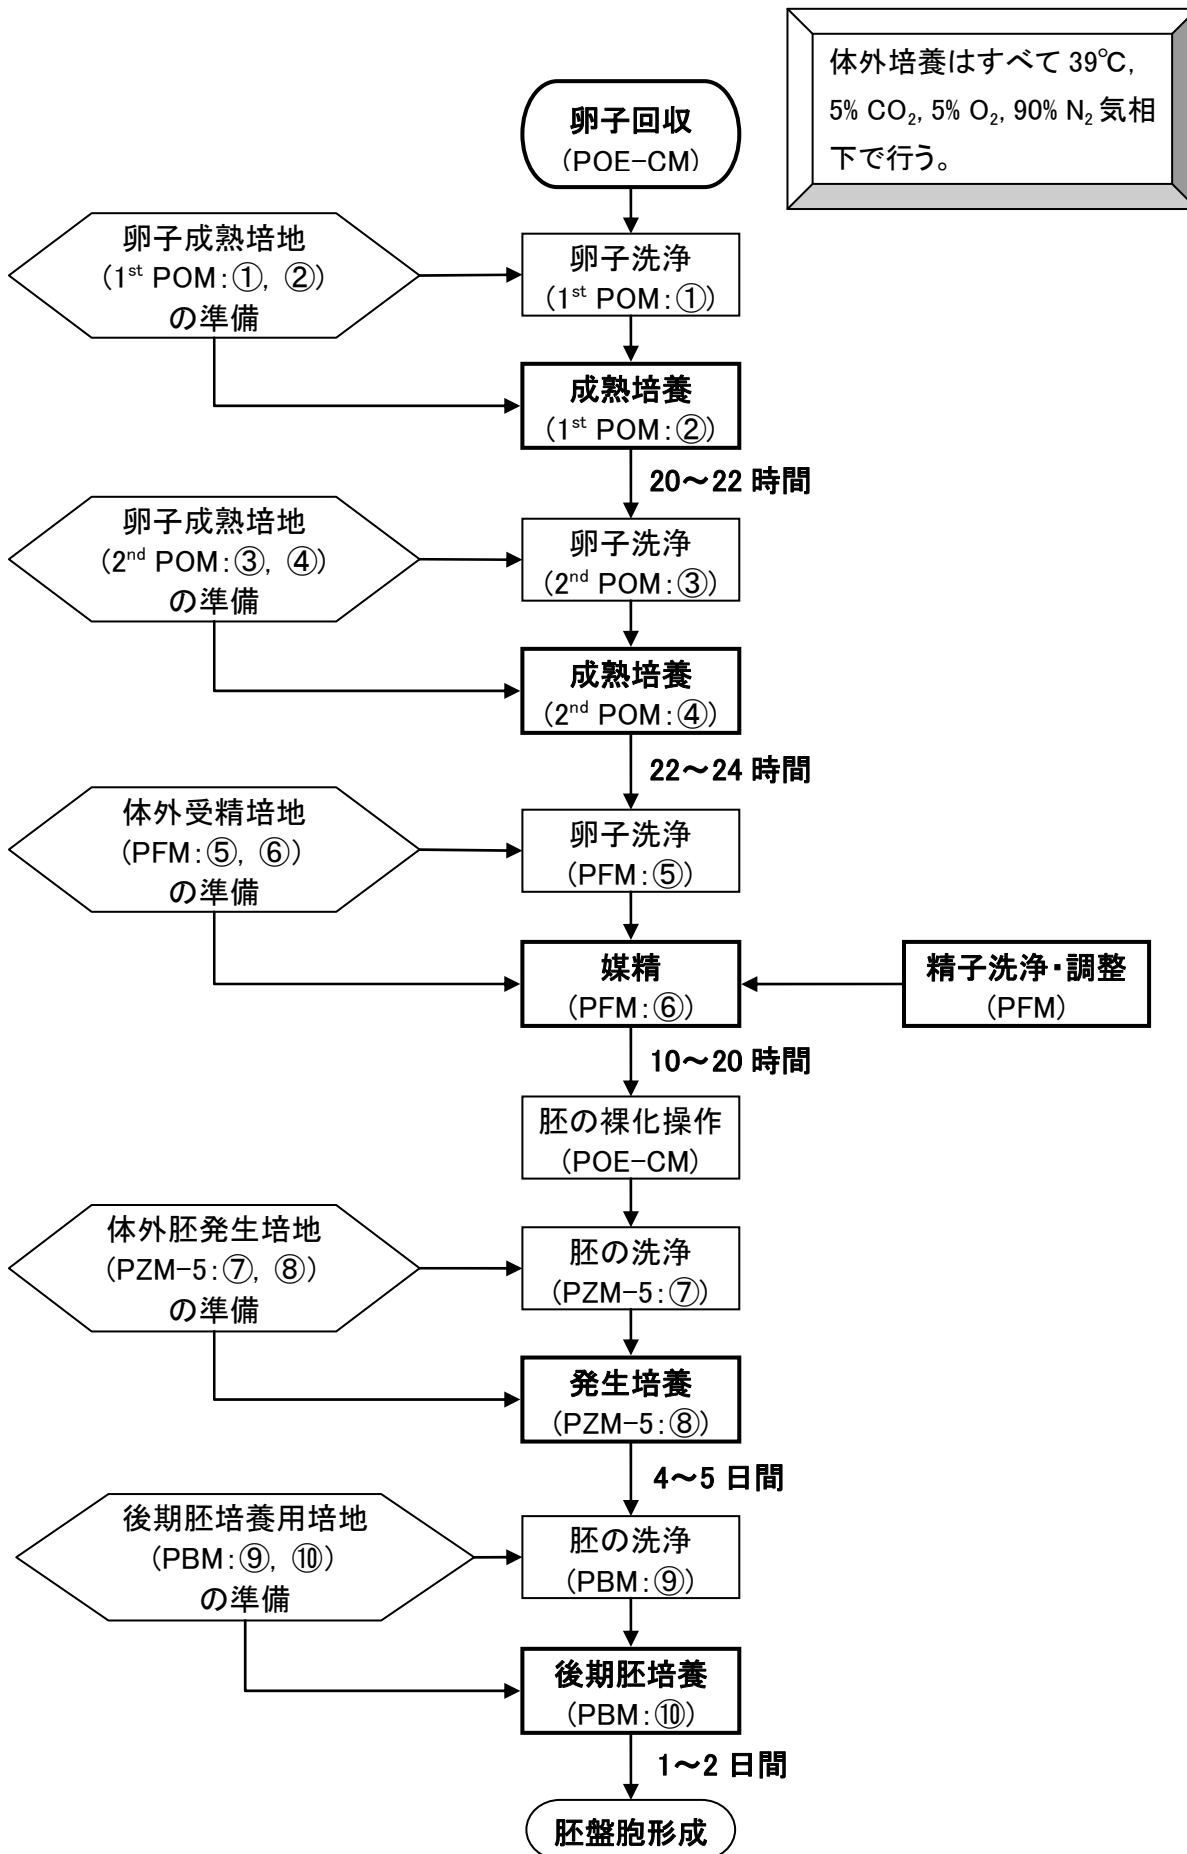 体外培養はすべて 39℃,
5% CO₂, 5% O₂, 90% N₂ 気相
下で行う。
卵子回収
(POE-CM)
卵子成熟培地
(1st POM:①, ②)
の準備
卵子洗浄
(1st POM:①)
成熟培養
(1st POM:②)
20～22 時間
卵子成熟培地
(2nd POM:③, ④)
の準備
卵子洗浄
(2nd POM:③)
成熟培養
(2nd POM:④)
22～24 時間
体外受精培地
(PFM:⑤, ⑥)
の準備
卵子洗浄
(PFM:⑤)
媒精
(PFM:⑥)
精子洗浄・調整
(PFM)
10～20 時間
胚の裸化操作
(POE-CM)
体外胚発生培地
(PZM-5:⑦, ⑧)
の準備
胚の洗浄
(PZM-5:⑦)
発生培養
(PZM-5:⑧)
4～5 日間
後期胚培養用培地
(PBM:⑨, ⑩)
の準備
胚の洗浄
(PBM:⑨)
後期胚培養
(PBM:⑩)
1～2 日間
胚盤胞形成